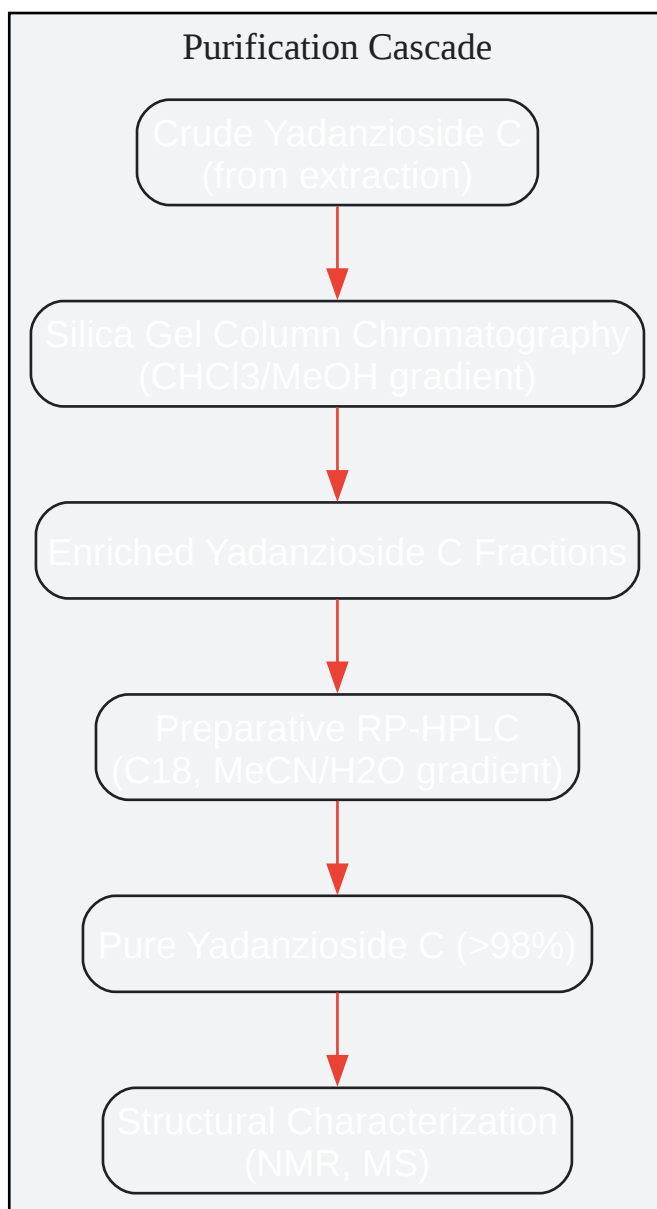 Purification Cascade
Crude Yadanzioside C
(from extraction)
Silica Gel Column Chromatography
(CHCl3/MeOH gradient)
Enriched Yadanzioside C Fractions
Preparative RP-HPLC
(C18, MeCN/H2O gradient)
Pure Yadanzioside C (>98%)
Structural Characterization
(NMR, MS)